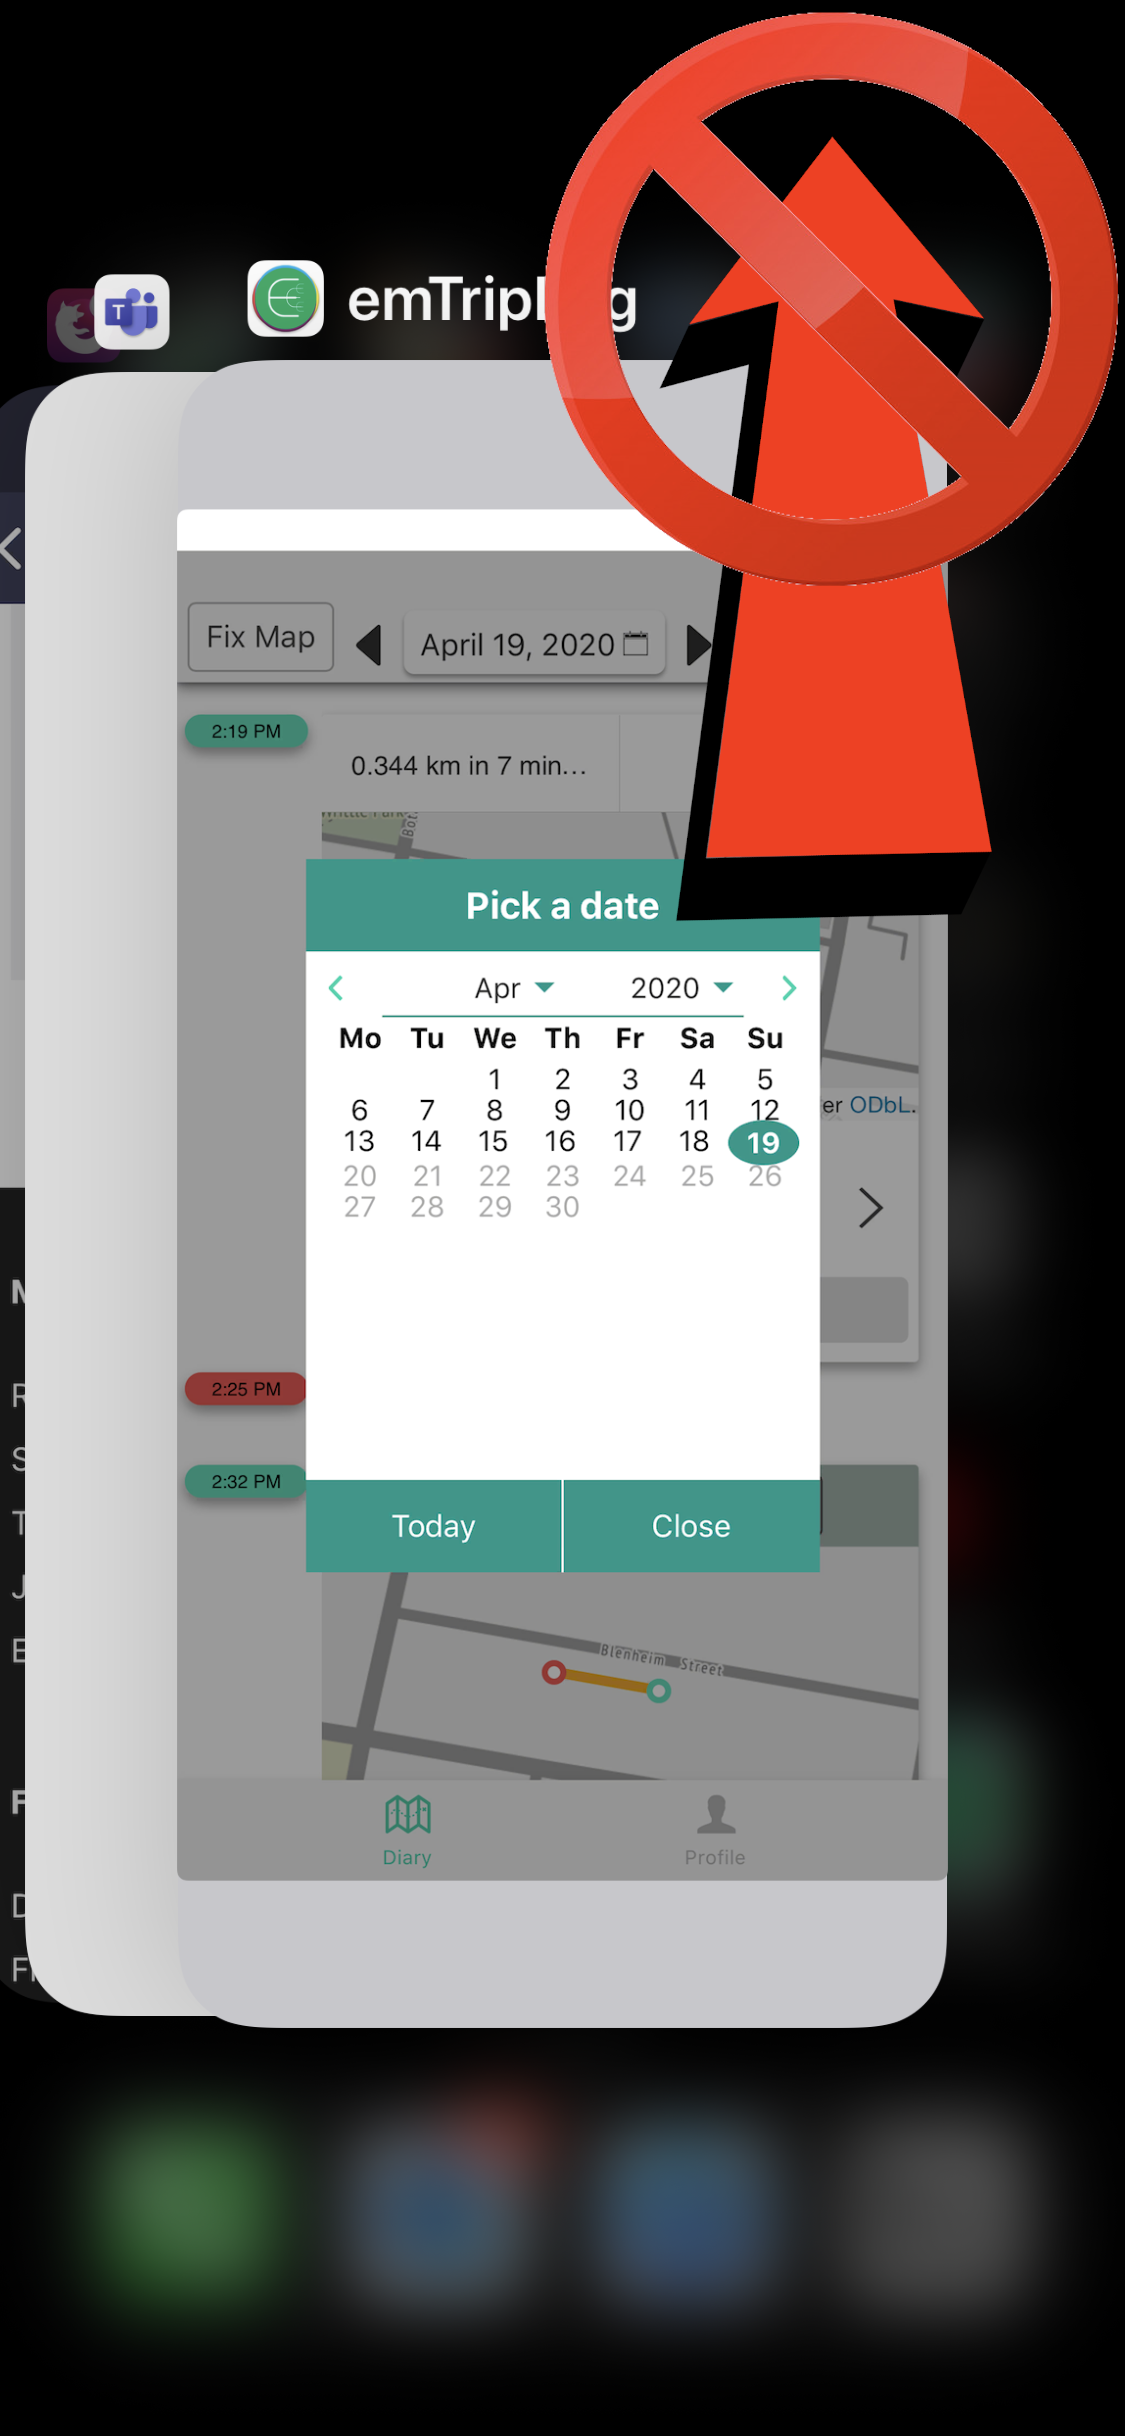 emTripl g
Fix Map
April 19, 2020
2:19 PM
0.344 km in 7 min...
Pick a date
Apr 2020
Mo Tu We Th Fr Sa Su
1 2 3 4 5
6 7 8 9 10 11 12
13 14 15 16 17 18 19
20 21 22 23 24 25 26
27 28 29 30
er ODbL.
2:25 PM
2:32 PM
Today Close
Blenheim Street
Diary Profile
M
R
S
T
J
E
F
D